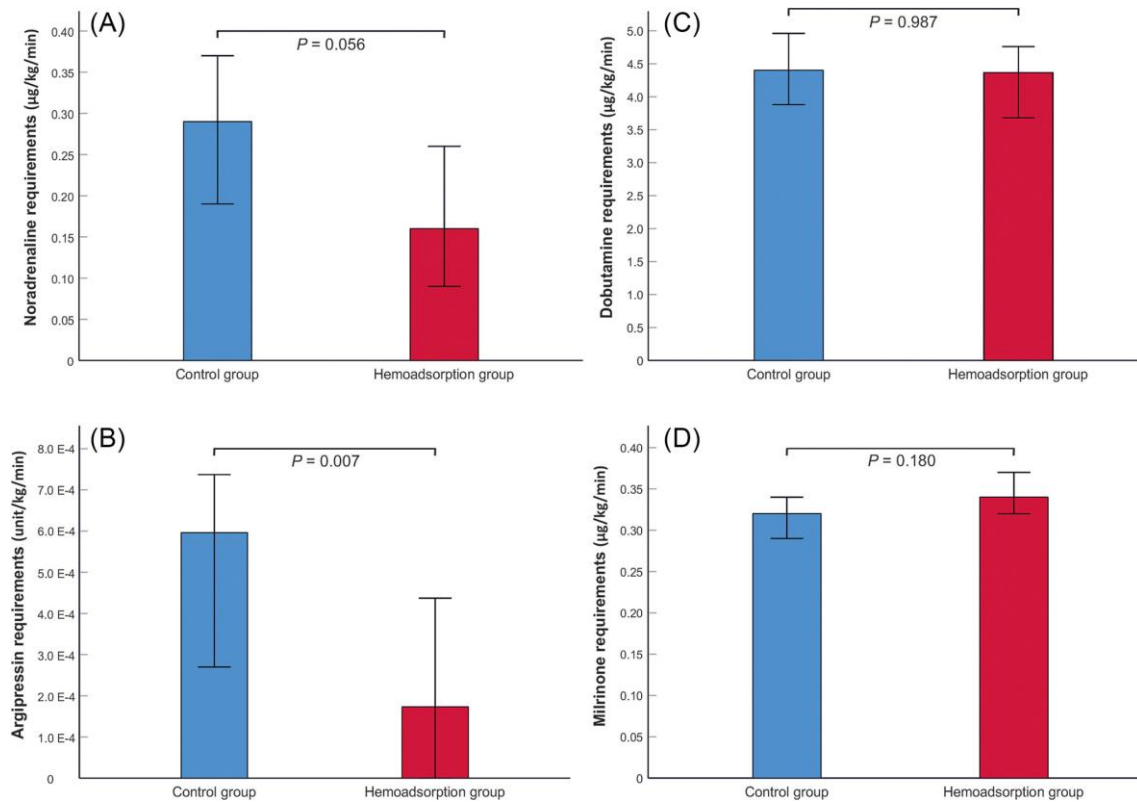 (A)
P = 0.056
Noradrenaline requirements (µg/kg/min)
0.40
0.35
0.30
0.25
0.20
0.15
0.10
0.05
0
Control group
Hemoadsorption group
(C)
P = 0.987
Dobutamine requirements (µg/kg/min)
5.0
4.5
4.0
3.5
3.0
2.5
2.0
1.5
1.0
0.5
0
Control group
Hemoadsorption group
(B)
P = 0.007
Argipressin requirements (unit/kg/min)
8.0 E-4
7.0 E-4
6.0 E-4
5.0 E-4
4.0 E-4
3.0 E-4
2.0 E-4
1.0 E-4
0
Control group
Hemoadsorption group
(D)
P = 0.180
Milrinone requirements (µg/kg/min)
0.40
0.35
0.30
0.25
0.20
0.15
0.10
0.05
0
Control group
Hemoadsorption group